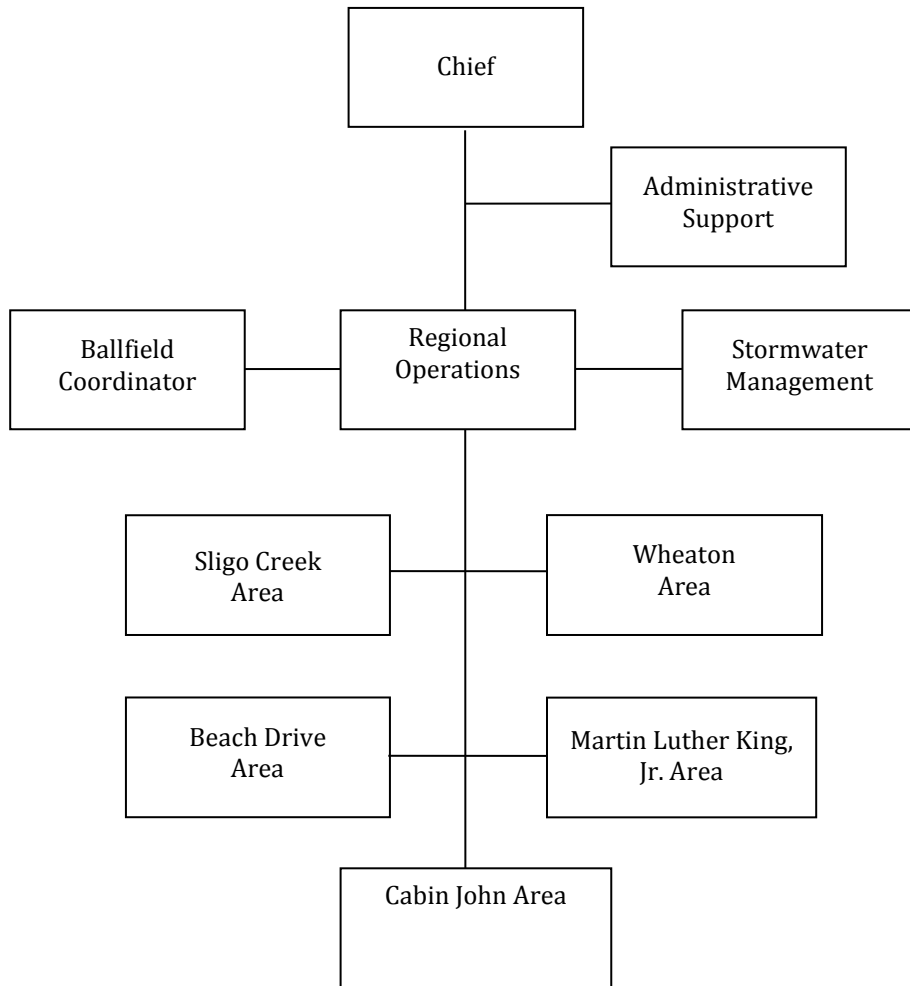 Chief
Administrative
Support
Ballfield
Coordinator
Regional
Operations
Stormwater
Management
Sligo Creek
Area
Wheaton
Area
Beach Drive
Area
Martin Luther King,
Jr. Area
Cabin John Area